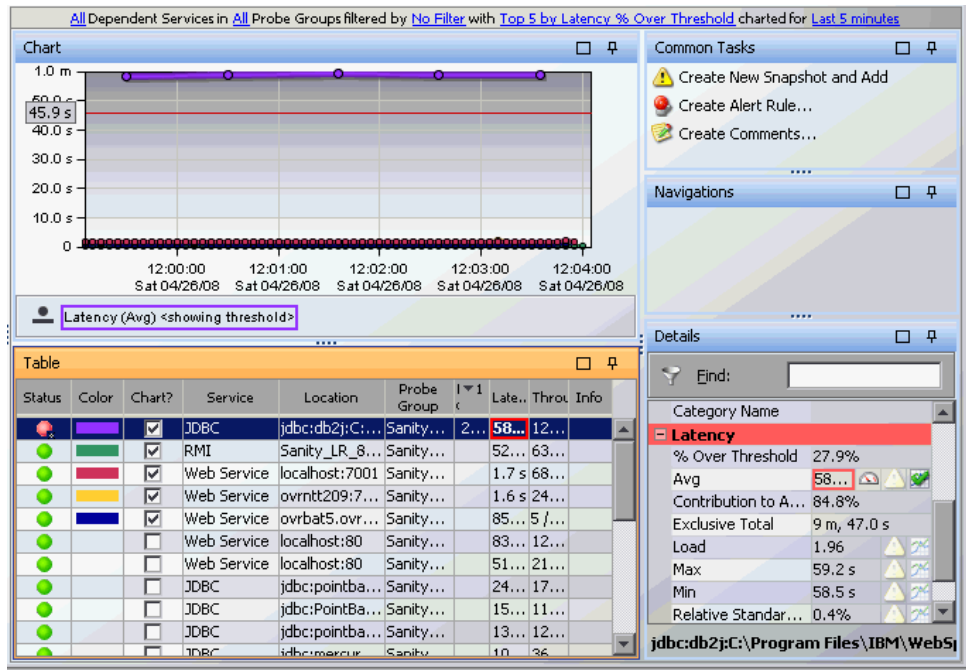 All Dependent Services in All Probe Groups filtered by No Filter with Top 5 by Latency % Over Threshold charted for Last 5 minutes
Chart
1.0 m
50.0 s
45.9 s
40.0 s
30.0 s
20.0 s
10.0 s
0
12:00:00 12:01:00 12:02:00 12:03:00 12:04:00
Sat 04/26/08 Sat 04/26/08 Sat 04/26/08 Sat 04/26/08 Sat 04/26/08
Latency (Avg) <showing threshold>
Table
Status Color Chart? Service Location Probe Group 1 Late.. Throu Info
JDBC jdbc:db2j:C:... Sanity... 2... 58... 12...
RMI Sanity_LR_8... Sanity... 52... 63...
Web Service localhost:7001 Sanity... 1.7 s 68...
Web Service ovrntt209:7... Sanity... 1.6 s 24...
Web Service ovrbat5.ovr... Sanity... 85... 5 /...
Web Service localhost:80 Sanity... 83... 12...
Web Service localhost:80 Sanity... 51... 21...
JDBC jdbc:pointba... Sanity... 24... 17...
JDBC jdbc:PointBa... Sanity... 15... 11...
JDBC jdbc:pointba... Sanity... 13... 12...
JDBC jdbc:mercur Sanity 10 36
Common Tasks
Create New Snapshot and Add
Create Alert Rule...
Create Comments...
Navigations
Details
Find:
Category Name
Latency
% Over Threshold 27.9%
Avg 58...
Contribution to A... 84.8%
Exclusive Total 9 m, 47.0 s
Load 1.96
Max 59.2 s
Min 58.5 s
Relative Standar... 0.4%
jdbc:db2j:C:\Program Files\IBM\WebSp